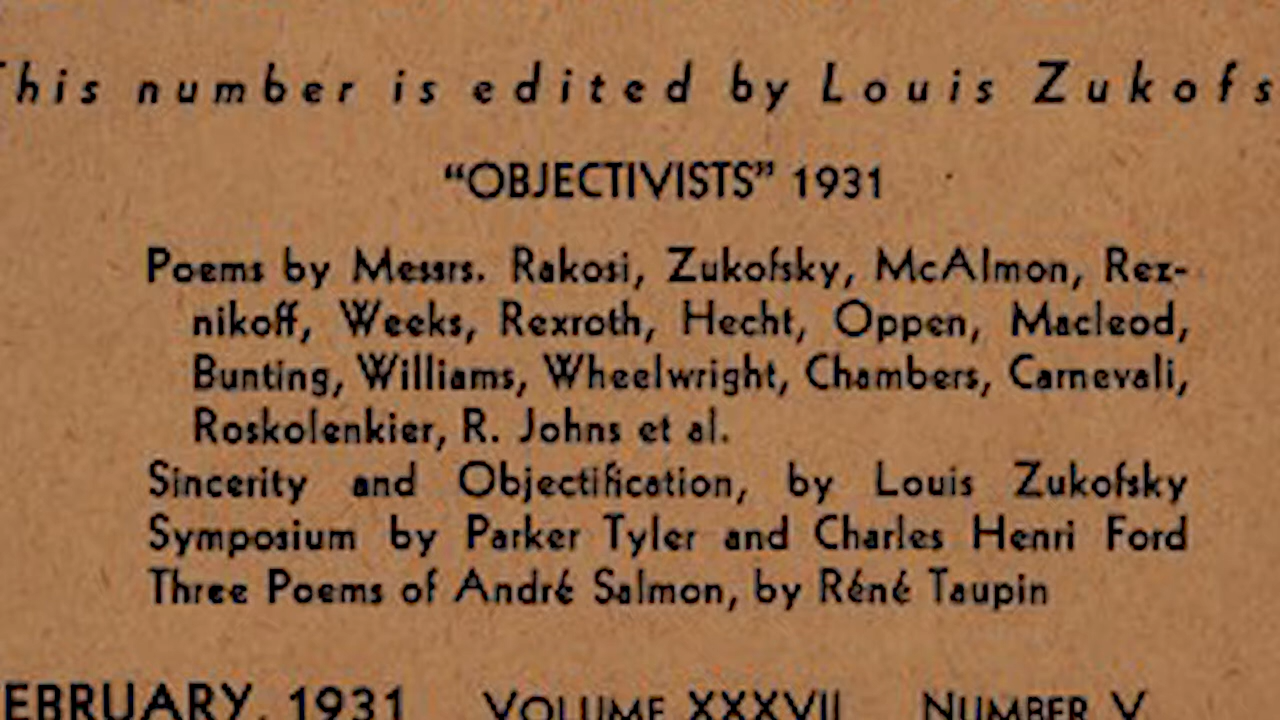 his number is edited by Louis Zukofs
“OBJECTIVISTS” 1931
Poems by Messrs. Rakosi, Zukofsky, McAlmon, Rez-
nikoff, Weeks, Rexroth, Hecht, Oppen, Macleod,
Bunting, Williams, Wheelwright, Chambers, Carnevali,
Roskolenkier, R. Johns et al.
Sincerity and Objectification, by Louis Zukofsky
Symposium by Parker Tyler and Charles Henri Ford
Three Poems of André Salmon, by Réné Taupin
EBRUARY, 1931 VOLUME XXXVII NUMBER V